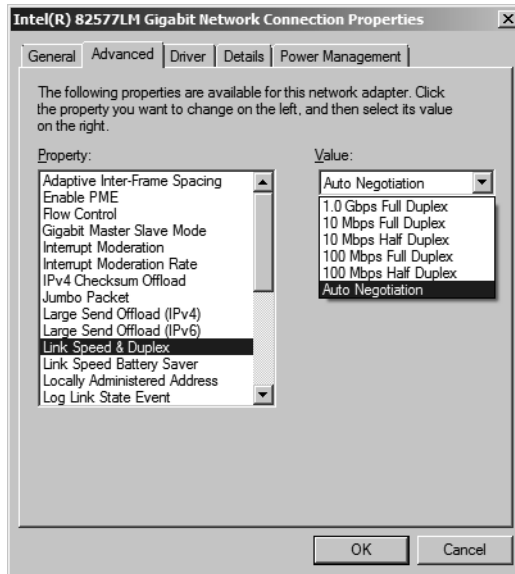 Intel(R) 82577LM Gigabit Network Connection Properties
General Advanced Driver Details Power Management
The following properties are available for this network adapter. Click
the property you want to change on the left, and then select its value
on the right.
Property:
Adaptive Inter-Frame Spacing
Enable PME
Flow Control
Gigabit Master Slave Mode
Interrupt Moderation
Interrupt Moderation Rate
IPv4 Checksum Offload
Jumbo Packet
Large Send Offload (IPv4)
Large Send Offload (IPv6)
Link Speed & Duplex
Link Speed Battery Saver
Locally Administered Address
Log Link State Event
Value:
Auto Negotiation
1.0 Gbps Full Duplex
10 Mbps Full Duplex
10 Mbps Half Duplex
100 Mbps Full Duplex
100 Mbps Half Duplex
Auto Negotiation
OK Cancel